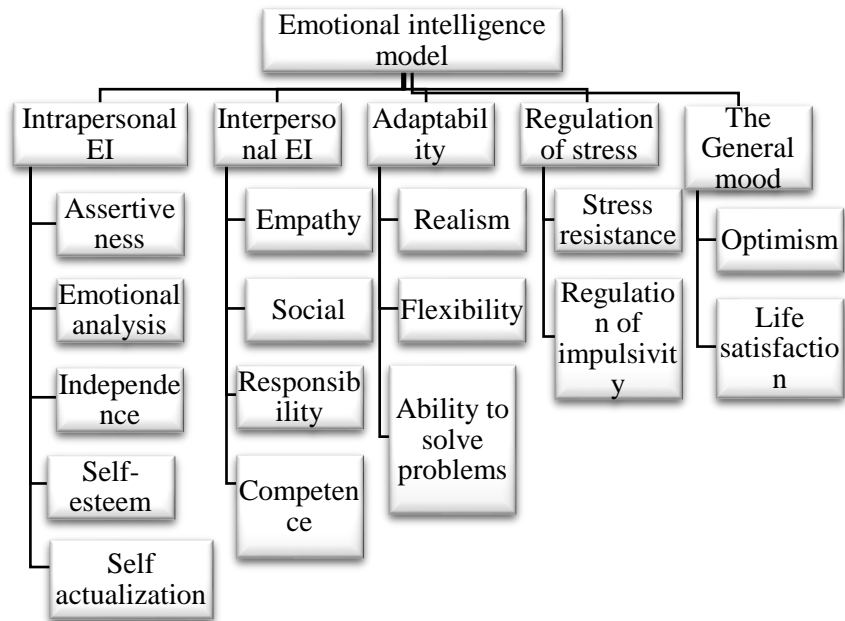 Emotional intelligence
model
Intrapersonal
EI
Assertive
ness
Emotional
analysis
Independe
nce
Self-
esteem
Self
actualization
Interperso
nal EI
Empathy
Social
Responsib
ility
Competen
ce
Adaptabil
ity
Realism
Flexibility
Ability to
solve
problems
Regulation
of stress
Stress
resistance
Regulatio
n of
impulsivit
y
The
General
mood
Optimism
Life
satisfactio
n